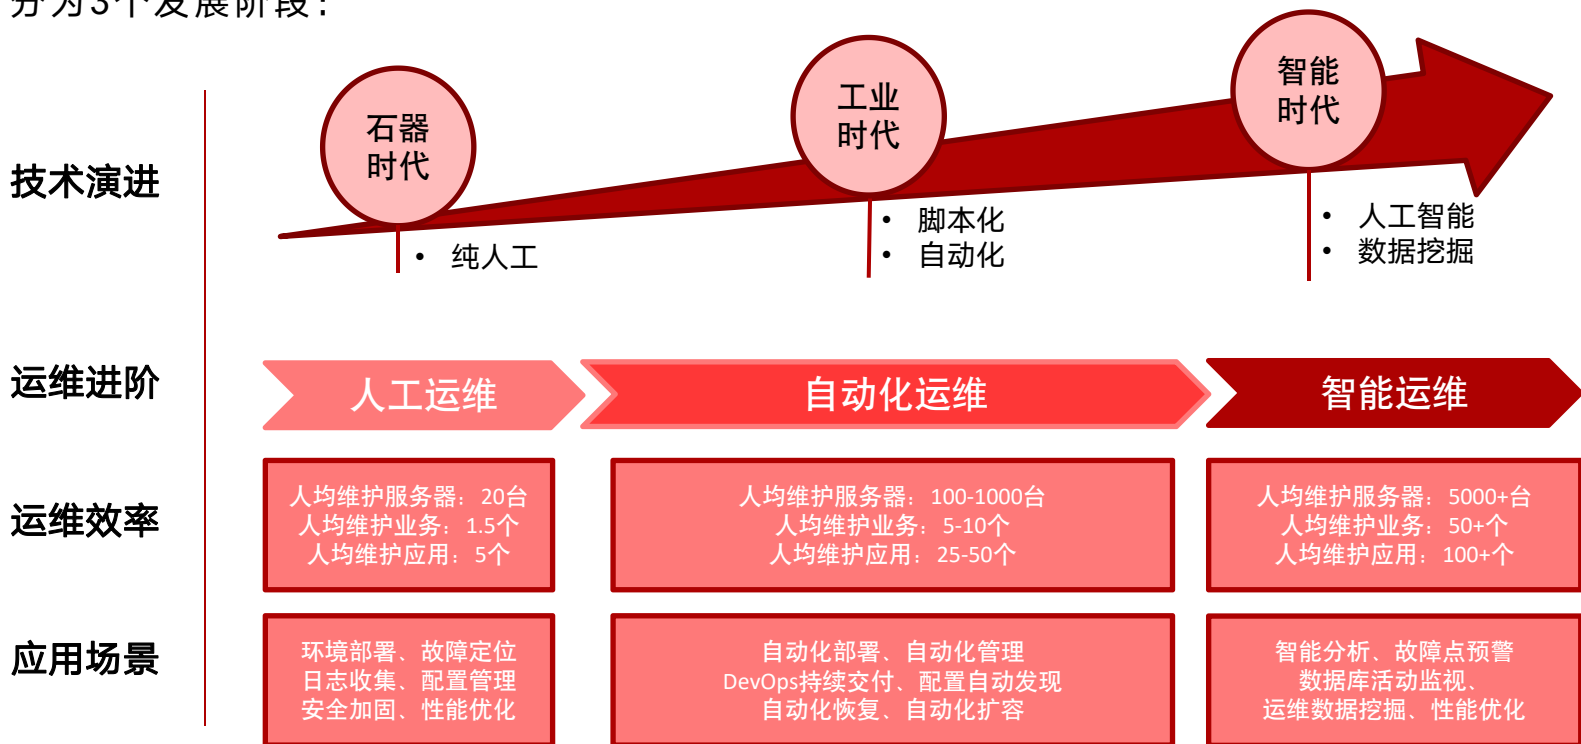 分为3个发展阶段：
智能
时代
工业
时代
石器
时代
技术演进
• 纯人工
• 脚本化
• 自动化
• 人工智能
• 数据挖掘
运维进阶
人工运维
自动化运维
智能运维
运维效率
人均维护服务器：20台
人均维护业务：1.5个
人均维护应用：5个
人均维护服务器：100-1000台
人均维护业务：5-10个
人均维护应用：25-50个
人均维护服务器：5000+台
人均维护业务：50+个
人均维护应用：100+个
应用场景
环境部署、故障定位
日志收集、配置管理
安全加固、性能优化
自动化部署、自动化管理
DevOps持续交付、配置自动发现
自动化恢复、自动化扩容
智能分析、故障点预警
数据库活动监视、
运维数据挖掘、性能优化